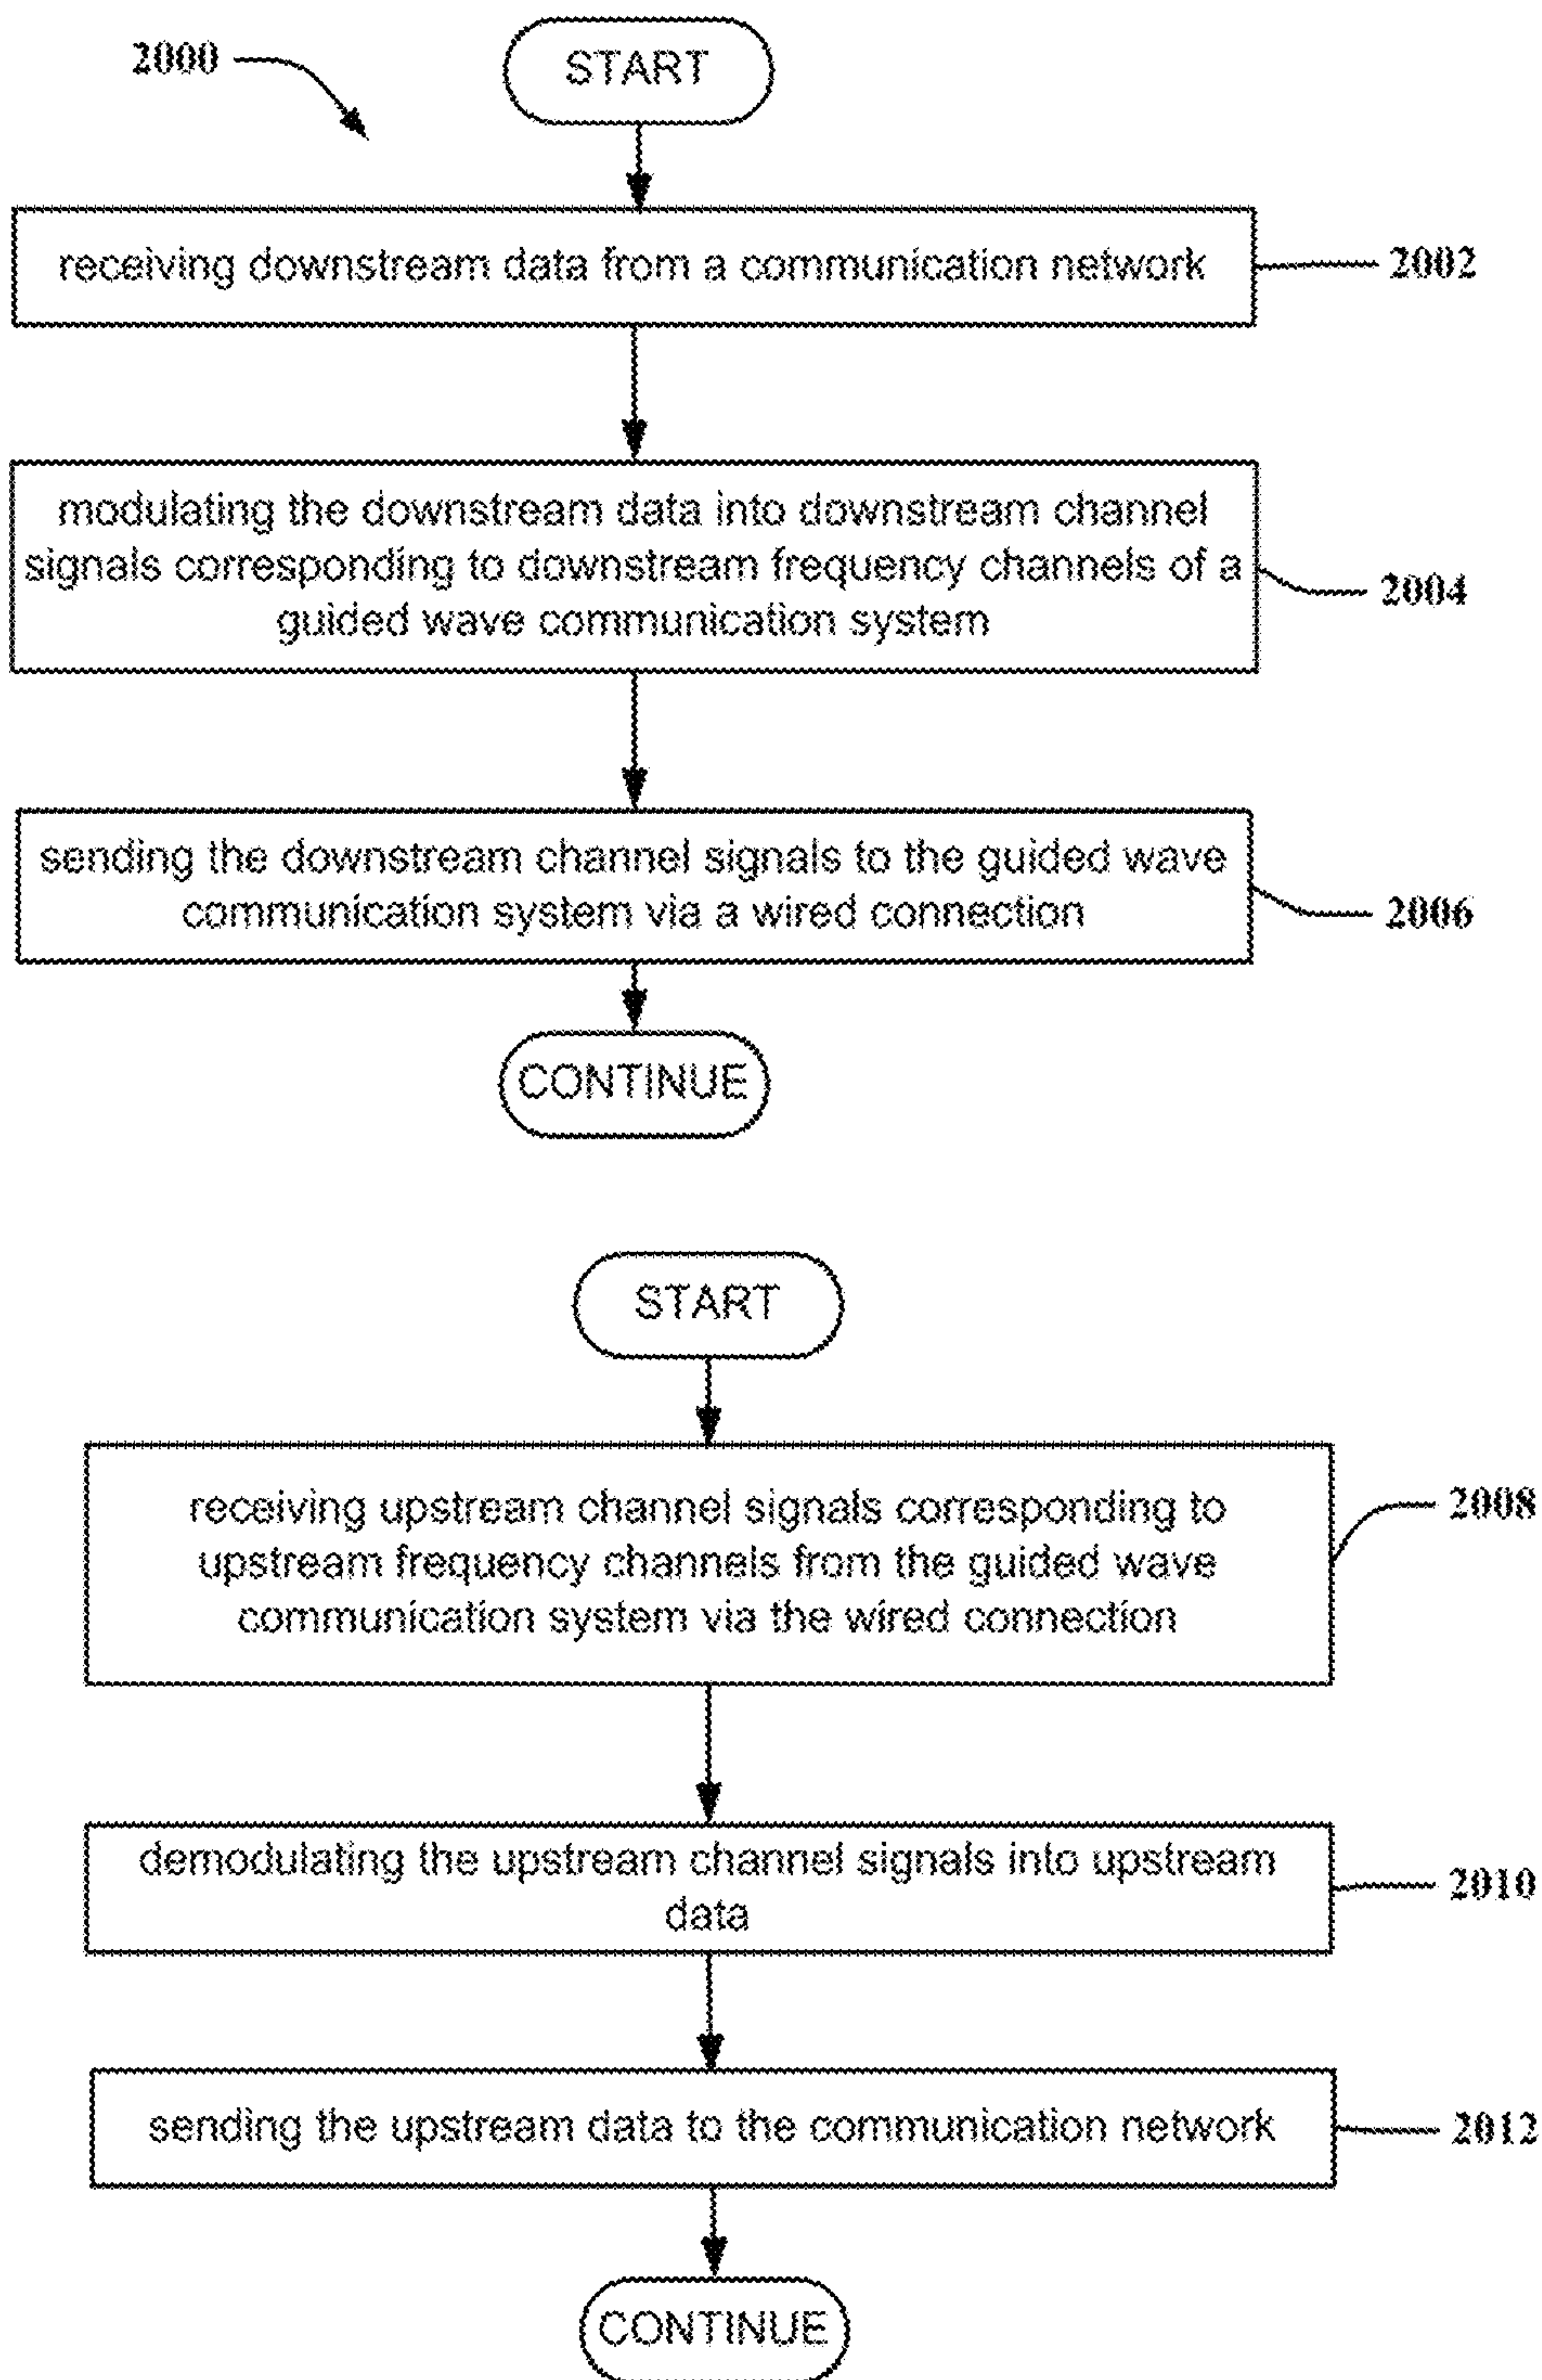 2000
START
receiving downstream data from a communication network
2002
modulating the downstream data into downstream channel
signals corresponding to downstream frequency channels of a
guided wave communication system
2004
sending the downstream channel signals to the guided wave
communication system via a wired connection
2006
CONTINUE
START
receiving upstream channel signals corresponding to
upstream frequency channels from the guided wave
communication system via the wired connection
2008
demodulating the upstream channel signals into upstream
data
2010
sending the upstream data to the communication network
2012
CONTINUE